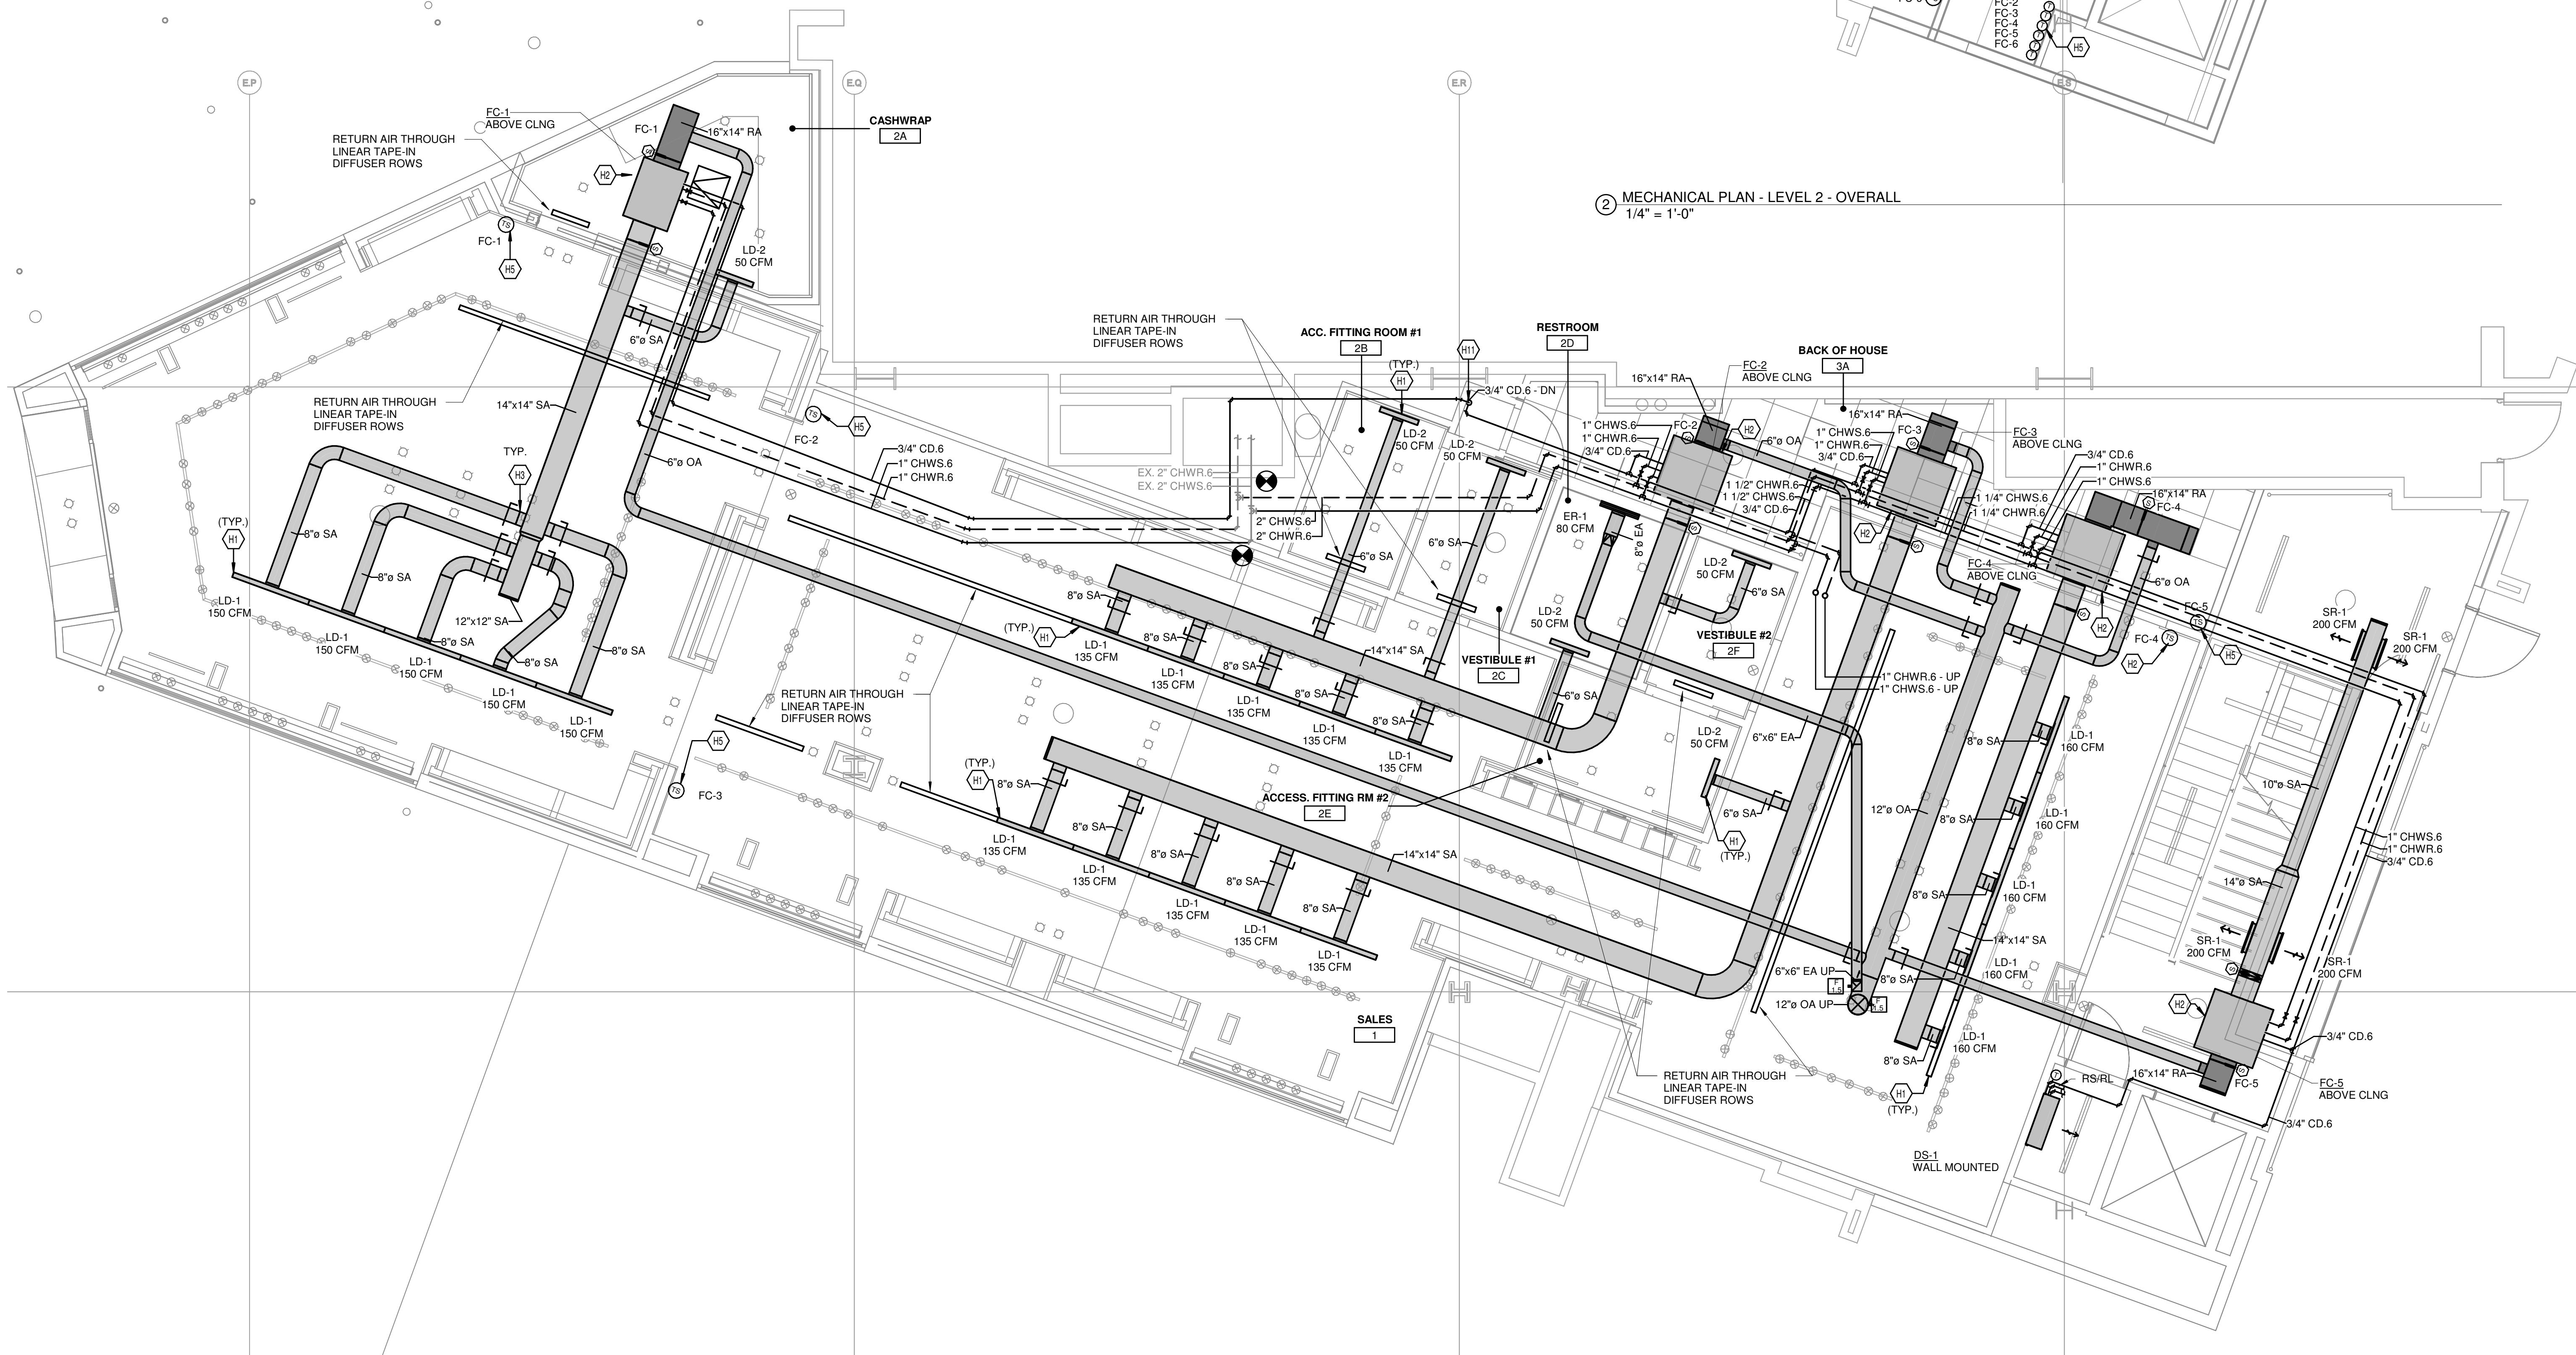 FC-2
FC-3
FC-4
FC-5
FC-6
H5
E.P
E.Q
E.R
E.S
2 MECHANICAL PLAN - LEVEL 2 - OVERALL
1/4" = 1'-0"
FC-1
ABOVE CLNG
RETURN AIR THROUGH
LINEAR TAPE-IN
DIFFUSER ROWS
FC-1
16"x14" RA
CASHWRAP
2A
S
H2
TS
FC-1
H5
S
LD-2
50 CFM
6"ø SA
RETURN AIR THROUGH
LINEAR TAPE-IN
DIFFUSER ROWS
14"x14" SA
TYP.
H3
6"ø OA
(TYP.)
H1
8"ø SA
8"ø SA
12"x12" SA
8"ø SA
8"ø SA
8"ø SA
LD-1
150 CFM
LD-1
150 CFM
LD-1
150 CFM
LD-1
150 CFM
LD-1
150 CFM
TS
H5
FC-2
3/4" CD.6
1" CHWS.6
1" CHWR.6
RETURN AIR THROUGH
LINEAR TAPE-IN
DIFFUSER ROWS
ACC. FITTING ROOM #1
2B
(TYP.)
H1
H11
3/4" CD.6 - DN
EX. 2" CHWR.6
EX. 2" CHWS.6
2" CHWS.6
2" CHWR.6
LD-2
50 CFM
LD-2
50 CFM
6"ø SA
6"ø SA
RESTROOM
2D
FC-2
ABOVE CLNG
16"x14" RA
BACK OF HOUSE
3A
1" CHWS.6
1" CHWR.6
3/4" CD.6
FC-2
S
H2
6"ø OA
16"x14" RA
1" CHWS.6
1" CHWR.6
3/4" CD.6
FC-3
S
FC-3
ABOVE CLNG
1 1/2" CHWR.6
1 1/2" CHWS.6
3/4" CD.6
H2
S
1 1/4" CHWS.6
1 1/4" CHWR.6
3/4" CD.6
1" CHWR.6
1" CHWS.6
16"x14" RA
S
FC-4
FC-4
ABOVE CLNG
6"ø OA
S
H2
FC-5
TS
FC-4
TS
H2
H5
ER-1
80 CFM
8"ø EA
S
LD-2
50 CFM
6"ø SA
VESTIBULE #2
2F
LD-2
50 CFM
VESTIBULE #1
2C
6"ø SA
1" CHWR.6 - UP
1" CHWS.6 - UP
SR-1
200 CFM
SR-1
200 CFM
8"ø SA
(TYP.)
H1
8"ø SA
8"ø SA
8"ø SA
8"ø SA
14"x14" SA
LD-1
135 CFM
LD-1
135 CFM
LD-1
135 CFM
LD-1
135 CFM
LD-1
135 CFM
RETURN AIR THROUGH
LINEAR TAPE-IN
DIFFUSER ROWS
H5
TS
FC-3
(TYP.)
H1
8"ø SA
8"ø SA
8"ø SA
8"ø SA
8"ø SA
ACCESS. FITTING RM #2
2E
14"x14" SA
LD-1
135 CFM
LD-1
135 CFM
LD-1
135 CFM
LD-1
135 CFM
LD-1
135 CFM
LD-2
50 CFM
6"x6" EA
6"ø SA
H1
(TYP.)
12"ø OA
8"ø SA
LD-1
160 CFM
8"ø SA
LD-1
160 CFM
8"ø SA
LD-1
160 CFM
14"x14" SA
8"ø SA
LD-1
160 CFM
8"ø SA
LD-1
160 CFM
6"x6" EA UP
F
1.5
12"ø OA UP
F
1.5
SALES
1
RETURN AIR THROUGH
LINEAR TAPE-IN
DIFFUSER ROWS
H1
(TYP.)
10"ø SA
1" CHWS.6
1" CHWR.6
3/4" CD.6
14"ø SA
SR-1
200 CFM
SR-1
200 CFM
S
H2
3/4" CD.6
16"x14" RA
S
FC-5
FC-5
ABOVE CLNG
T
RS/RL
3/4" CD.6
DS-1
WALL MOUNTED